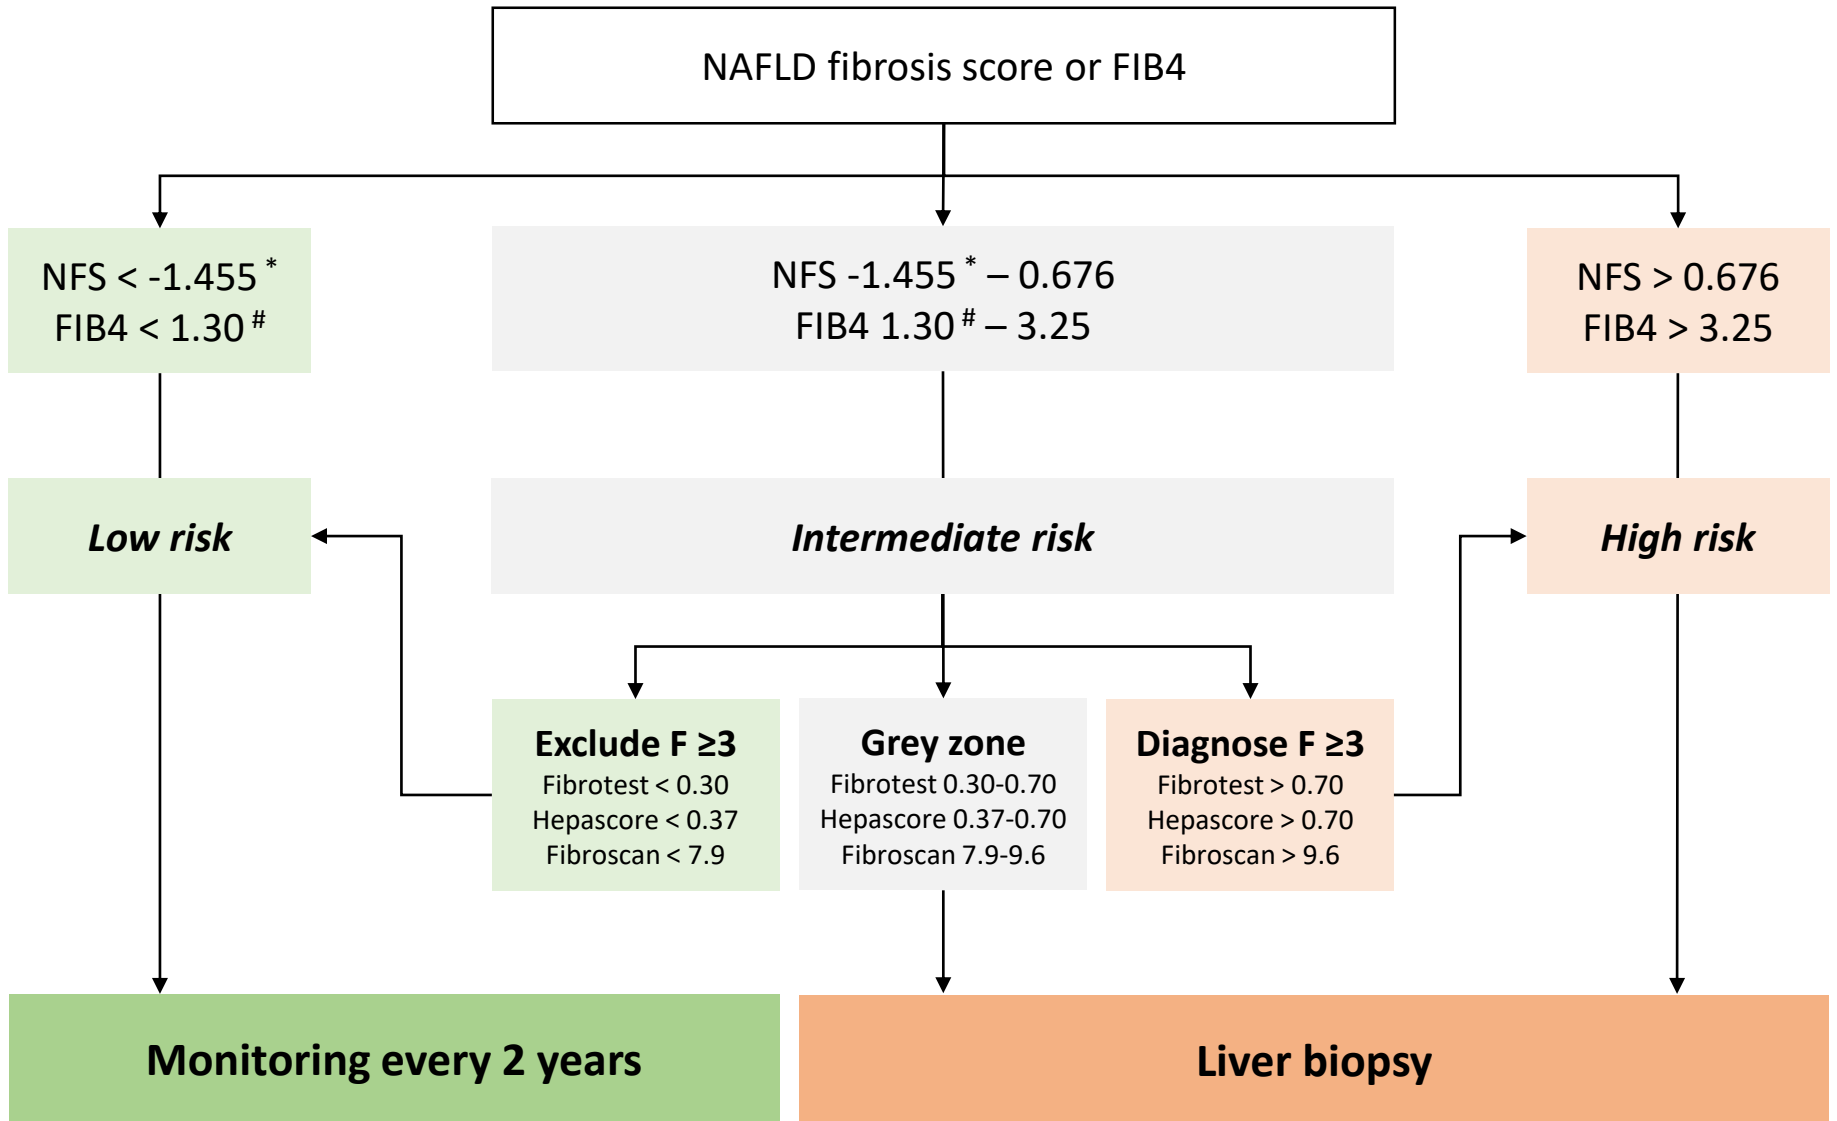 NAFLD fibrosis score or FIB4
NFS < -1.455 *
FIB4 < 1.30 #
NFS -1.455 * – 0.676
FIB4 1.30 # – 3.25
NFS > 0.676
FIB4 > 3.25
Low risk
Intermediate risk
High risk
Exclude F ≥3
Fibrotest < 0.30
Hepascore < 0.37
Fibroscan < 7.9
Grey zone
Fibrotest 0.30-0.70
Hepascore 0.37-0.70
Fibroscan 7.9-9.6
Diagnose F ≥3
Fibrotest > 0.70
Hepascore > 0.70
Fibroscan > 9.6
Monitoring every 2 years
Liver biopsy